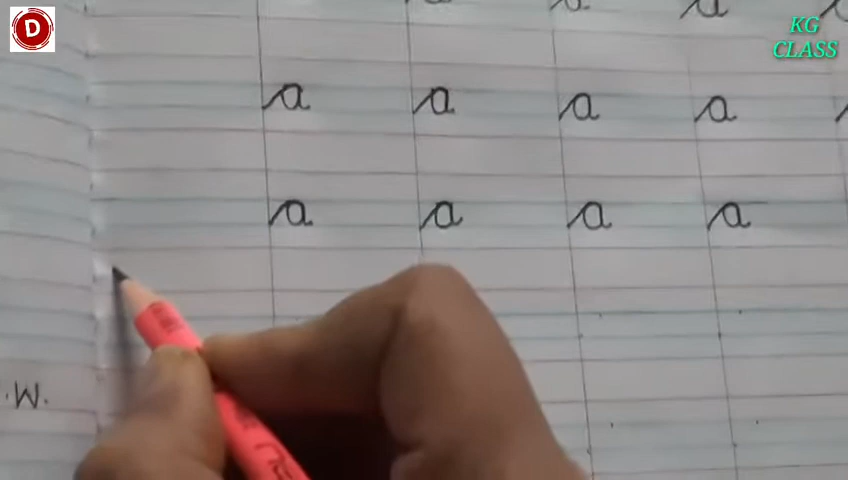 D
KG
CLASS
a a a a
a a a a
.W.